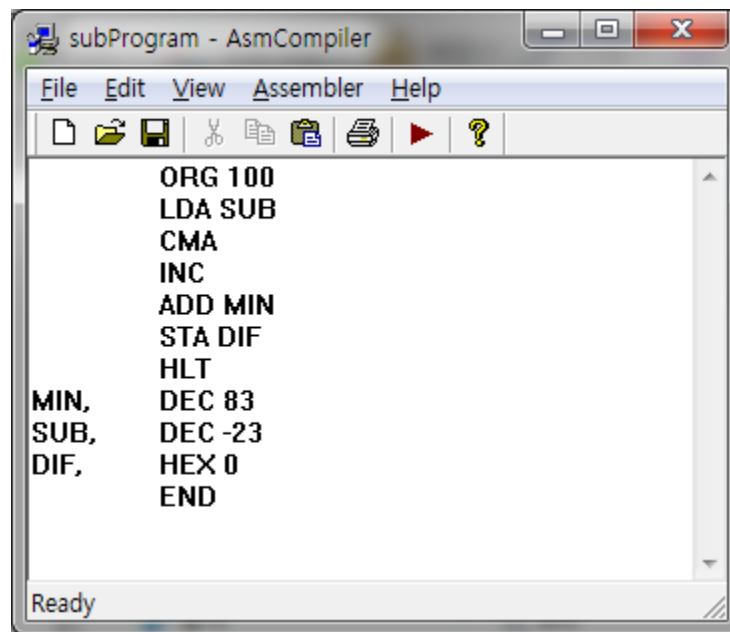 subProgram - AsmCompiler
File Edit View Assembler Help
ORG 100
LDA SUB
CMA
INC
ADD MIN
STA DIF
HLT
MIN, DEC 83
SUB, DEC -23
DIF, HEX 0
END
Ready